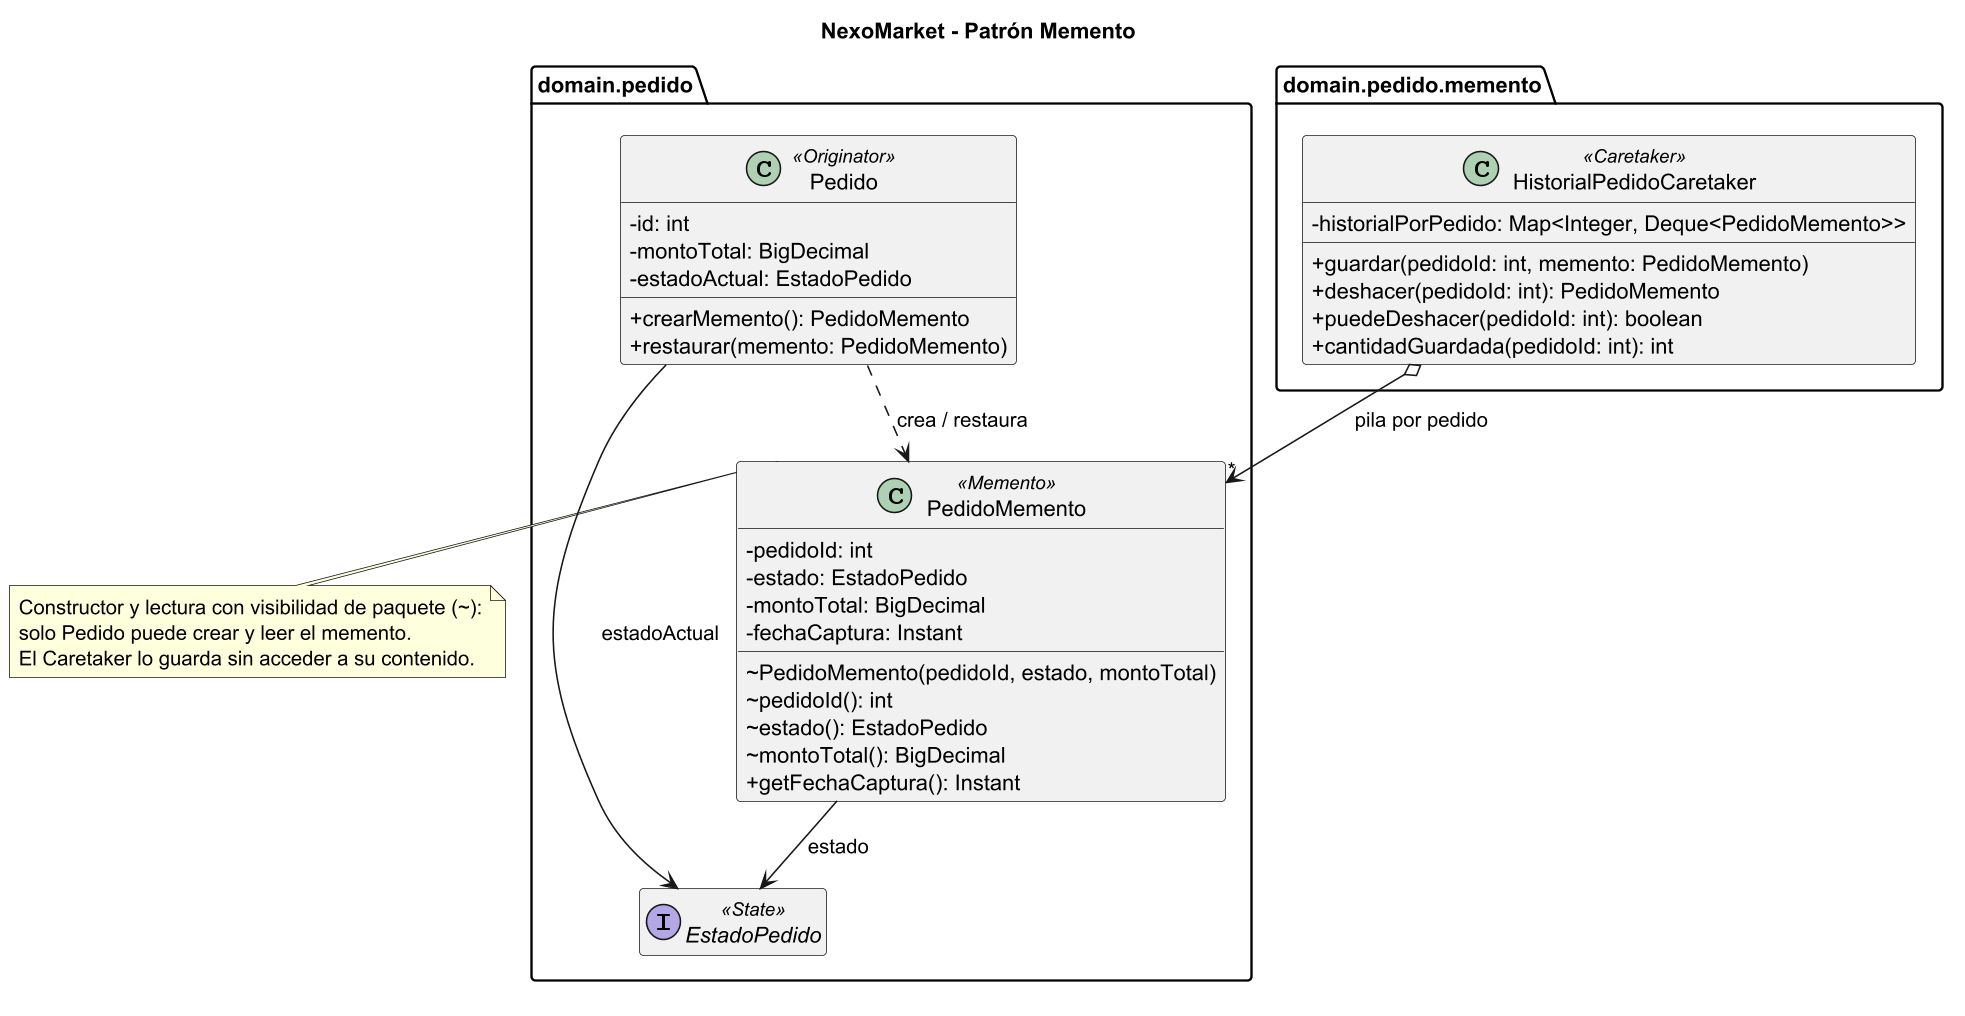 NexoMarket - Patrón Memento
domain.pedido
«Originator»
C
Pedido
-id: int
-montoTotal: BigDecimal
-estadoActual: EstadoPedido
+crearMemento(): PedidoMemento
+restaurar(memento: PedidoMemento)
domain.pedido.memento
«Caretaker»
C
HistorialPedidoCaretaker
-historialPorPedido: Map<Integer, Deque<PedidoMemento>>
+guardar(pedidoId: int, memento: PedidoMemento)
+deshacer(pedidoId: int): PedidoMemento
+puedeDeshacer(pedidoId: int): boolean
+cantidadGuardada(pedidoId: int): int
crea / restaura
pila por pedido
*
«Memento»
C
PedidoMemento
-pedidoId: int
-estado: EstadoPedido
-montoTotal: BigDecimal
-fechaCaptura: Instant
~PedidoMemento(pedidoId, estado, montoTotal)
~pedidoId(): int
~estado(): EstadoPedido
~montoTotal(): BigDecimal
+getFechaCaptura(): Instant
Constructor y lectura con visibilidad de paquete (~):
solo Pedido puede crear y leer el memento.
El Caretaker lo guarda sin acceder a su contenido.
estadoActual
estado
«State»
I
EstadoPedido